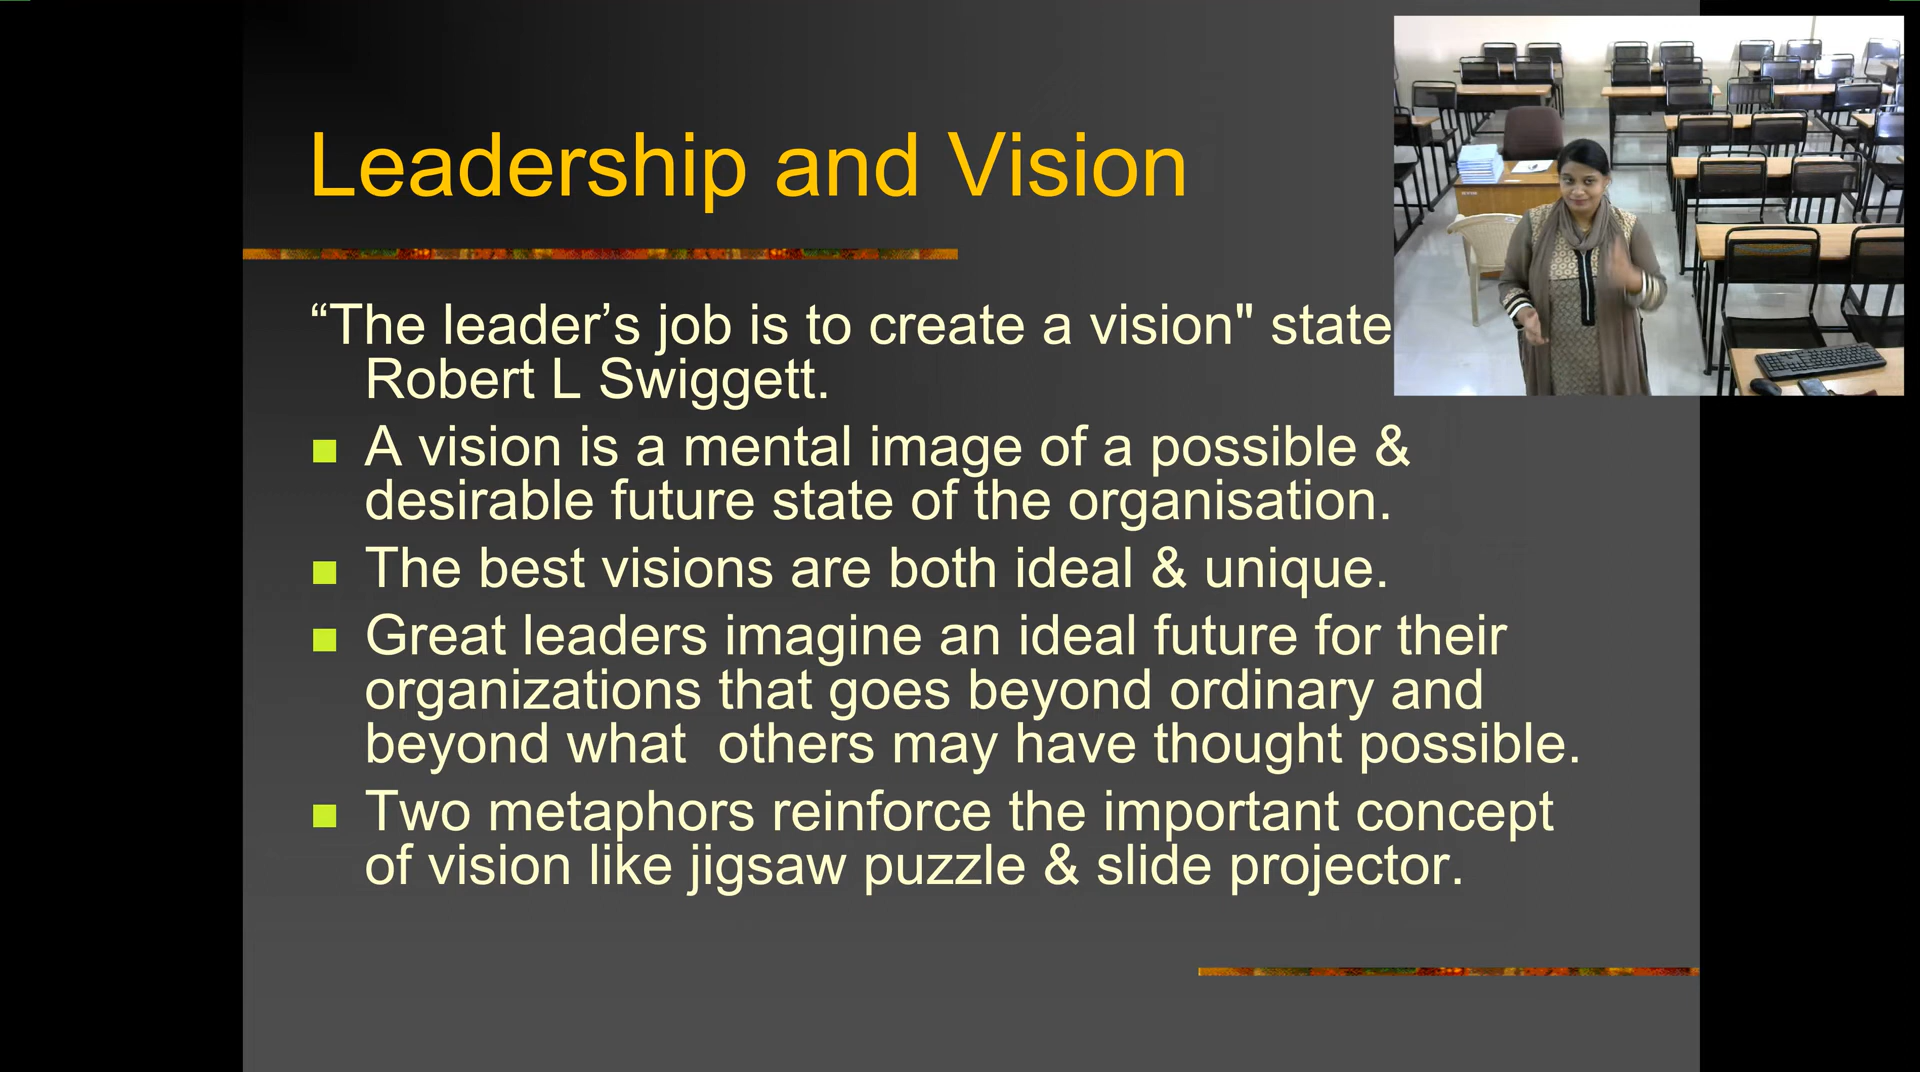 Leadership and Vision
“The leader’s job is to create a vision" state
Robert L Swiggett.
A vision is a mental image of a possible &
desirable future state of the organisation.
The best visions are both ideal & unique.
Great leaders imagine an ideal future for their
organizations that goes beyond ordinary and
beyond what  others may have thought possible.
Two metaphors reinforce the important concept
of vision like jigsaw puzzle & slide projector.